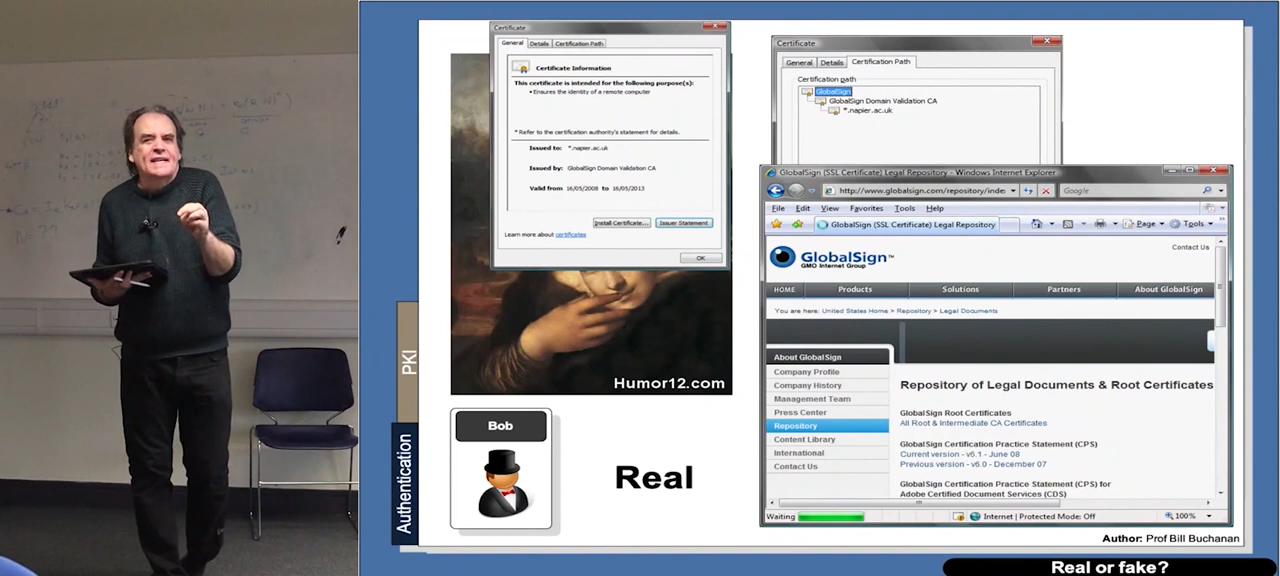 Certificate
General Details Certification Path
Certificate Information
This certificate is intended for the following purpose(s):
• Ensures the identity of a remote computer
* Refer to the certification authority's statement for details.
Issued to: *.napier.ac.uk
Issued by: GlobalSign Domain Validation CA
Valid from 16/05/2008 to 16/05/2013
Install Certificate... Issuer Statement
Learn more about certificates
OK
Humor12.com
Certificate
General Details Certification Path
Certification path
GlobalSign
GlobalSign Domain Validation CA
*.napier.ac.uk
GlobalSign (SSL Certificate) Legal Repository - Windows Internet Explorer
http://www.globalsign.com/repository/inde: Google
File Edit View Favorites Tools Help
GlobalSign (SSL Certificate) Legal Repository Page Tools
Contact Us
GlobalSign™
GMO Internet Group
HOME Products Solutions Partners About GlobalSign
You are here: United States Home > Repository > Legal Documents
About GlobalSign
Company Profile
Company History
Management Team
Press Center
Repository
Content Library
International
Contact Us
Repository of Legal Documents & Root Certificates
GlobalSign Root Certificates
All Root & Intermediate CA Certificates
GlobalSign Certification Practice Statement (CPS)
Current version - v6.1 - June 08
Previous version - v6.0 - December 07
GlobalSign Certification Practice Statement (CPS) for
Adobe Certified Document Services (CDS)
Waiting Internet | Protected Mode: Off 100%
PKI
Authentication
Bob
Real
Author: Prof Bill Buchanan
Real or fake?